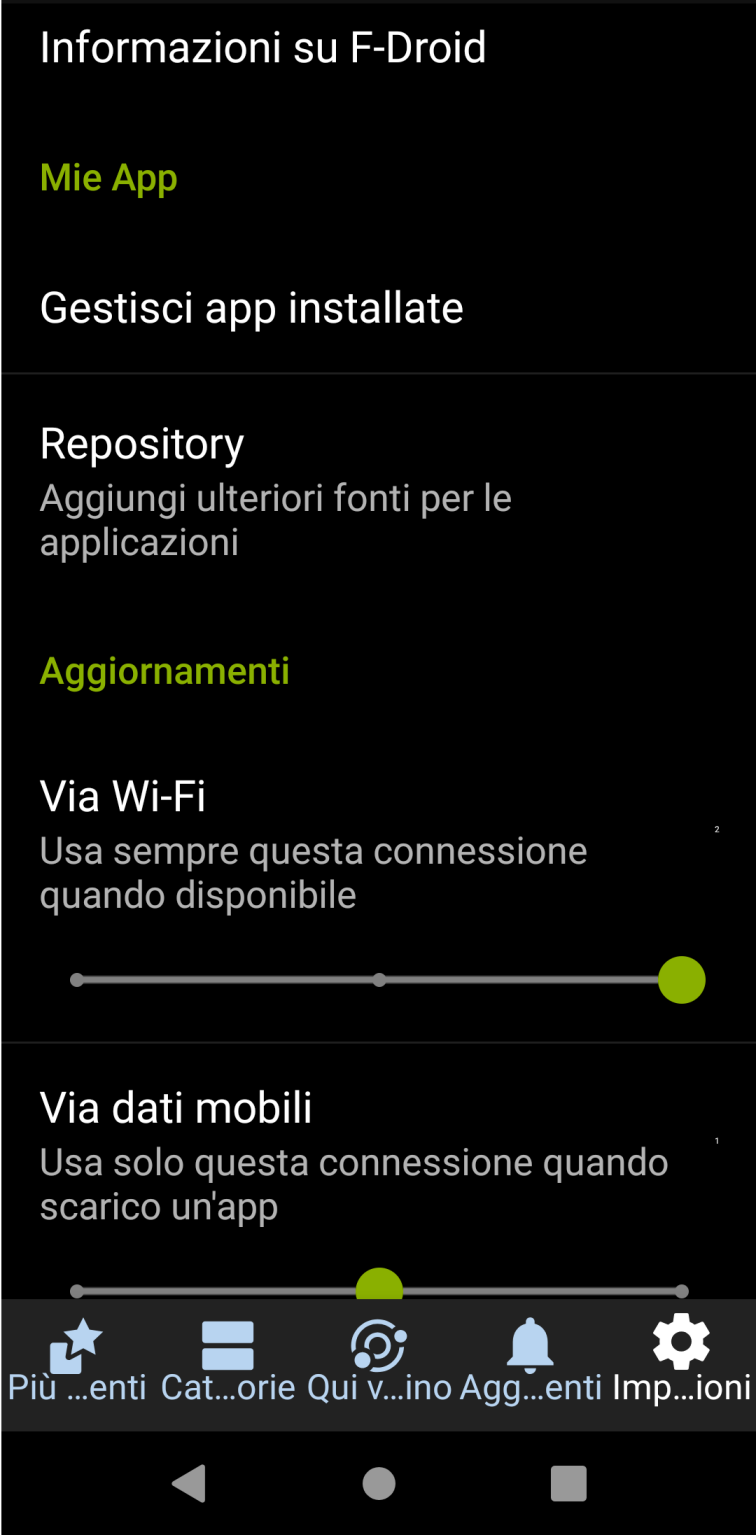 Informazioni su F-Droid
Mie App
Gestisci app installate
Repository
Aggiungi ulteriori fonti per le
applicazioni
Aggiornamenti
Via Wi-Fi
2
Usa sempre questa connessione
quando disponibile
Via dati mobili
1
Usa solo questa connessione quando
scarico un'app
Più ...enti Cat...orie Qui v...ino Agg...enti Imp...ioni